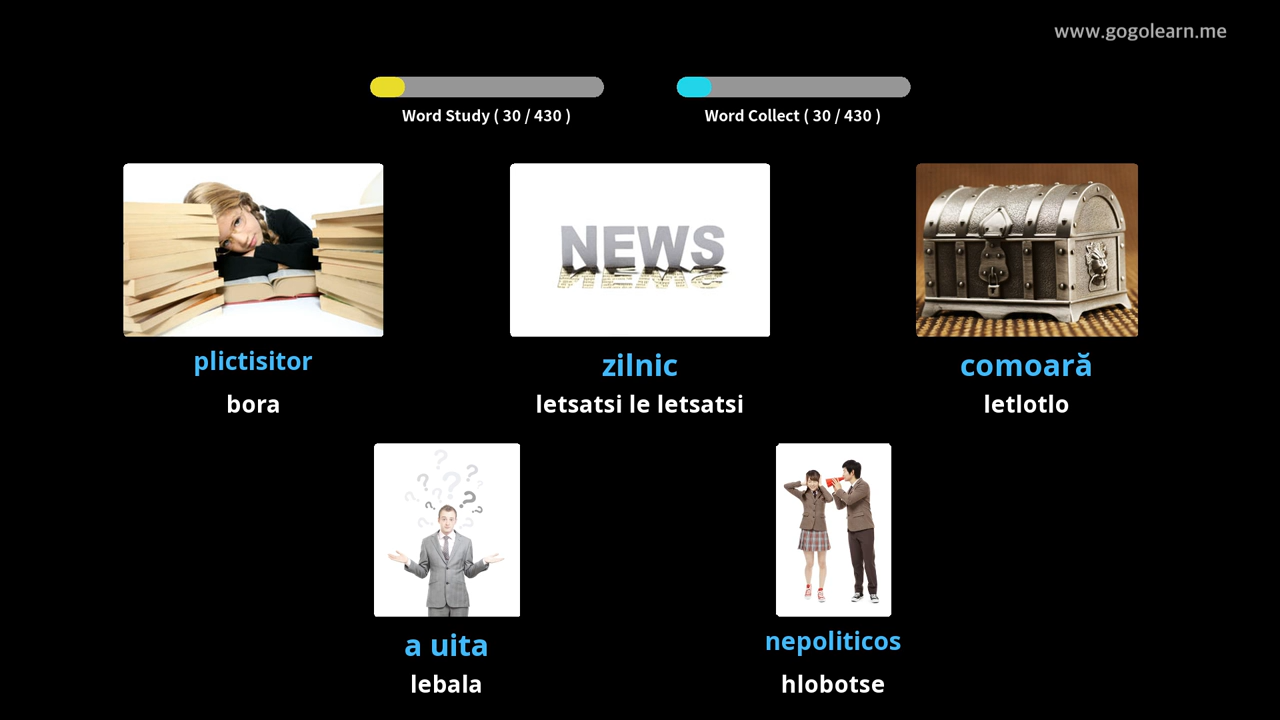 www.gogolearn.me
Word Study ( 30 / 430 )
Word Collect ( 30 / 430 )
NEWS
plictisitor
zilnic
comoară
bora
letsatsi le letsatsi
letlotlo
a uita
nepoliticos
lebala
hlobotse